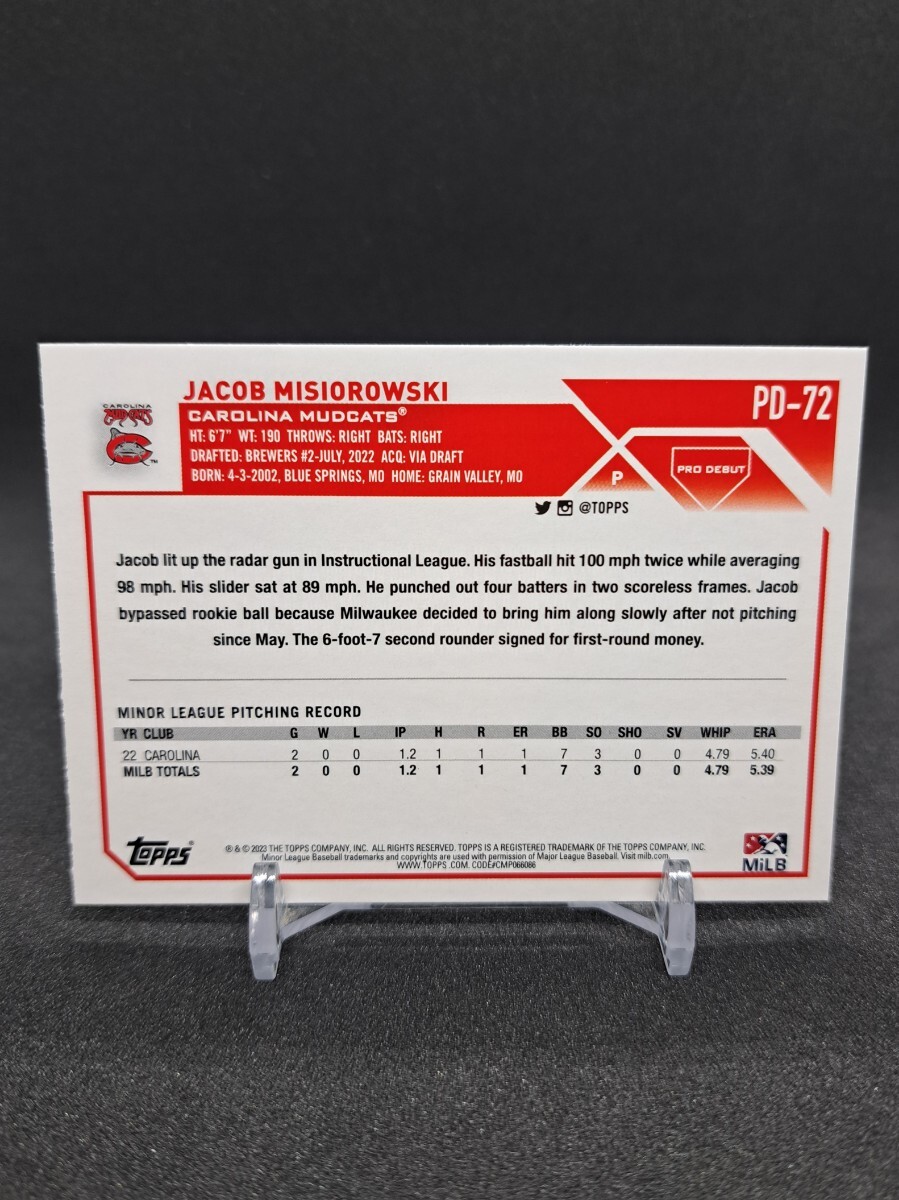 JACOB MISIOROWSKI
PD-72
CAROLINA MUDCATS
CAROLINA MUDCATS®
HT: 6'7" WT: 190 THROWS: RIGHT BATS: RIGHT
DRAFTED: BREWERS #2-JULY, 2022 ACQ: VIA DRAFT
BORN: 4-3-2002, BLUE SPRINGS, MO HOME: GRAIN VALLEY, MO
P
PRO DEBUT
@TOPPS
Jacob lit up the radar gun in Instructional League. His fastball hit 100 mph twice while averaging
98 mph. His slider sat at 89 mph. He punched out four batters in two scoreless frames. Jacob
bypassed rookie ball because Milwaukee decided to bring him along slowly after not pitching
since May. The 6-foot-7 second rounder signed for first-round money.
MINOR LEAGUE PITCHING RECORD
YR CLUB G W L IP H R ER BB SO SHO SV WHIP ERA
22 CAROLINA 2 0 0 1.2 1 1 1 7 3 0 0 4.79 5.40
MILB TOTALS 2 0 0 1.2 1 1 1 7 3 0 0 4.79 5.39
Topps®
® & © 2023 THE TOPPS COMPANY, INC. ALL RIGHTS RESERVED. TOPPS IS A REGISTERED TRADEMARK OF THE TOPPS COMPANY, INC.
Minor League Baseball trademarks and copyrights are used with permission of Major League Baseball. Visit milb.com.
WWW.TOPPS.COM. CODE#CMP066086
MiLB